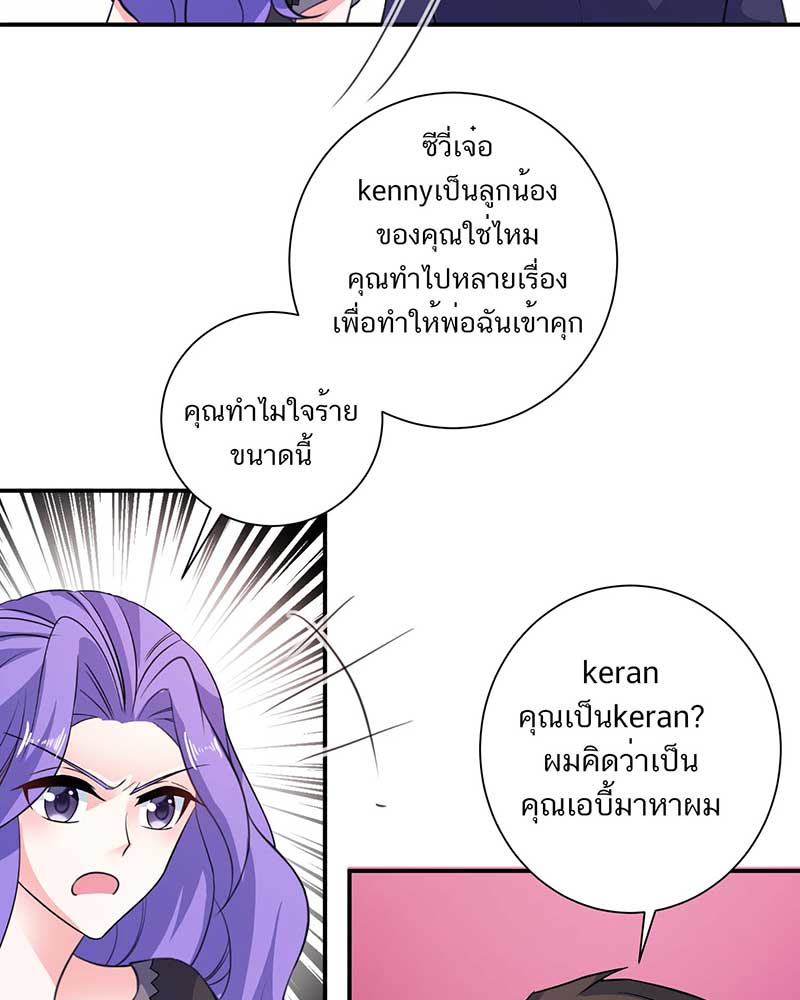 ซีวี่เจ๋อ
kennyเป็นลูกน้อง
ของคุณใช่ไหม
คุณทำไปหลายเรื่อง
เพื่อทำให้พ่อฉันเข้าคุก
คุณทำไมใจร้าย
ขนาดนี้
keran
คุณเป็นkeran?
ผมคิดว่าเป็น
คุณเอบี้มาหาผม